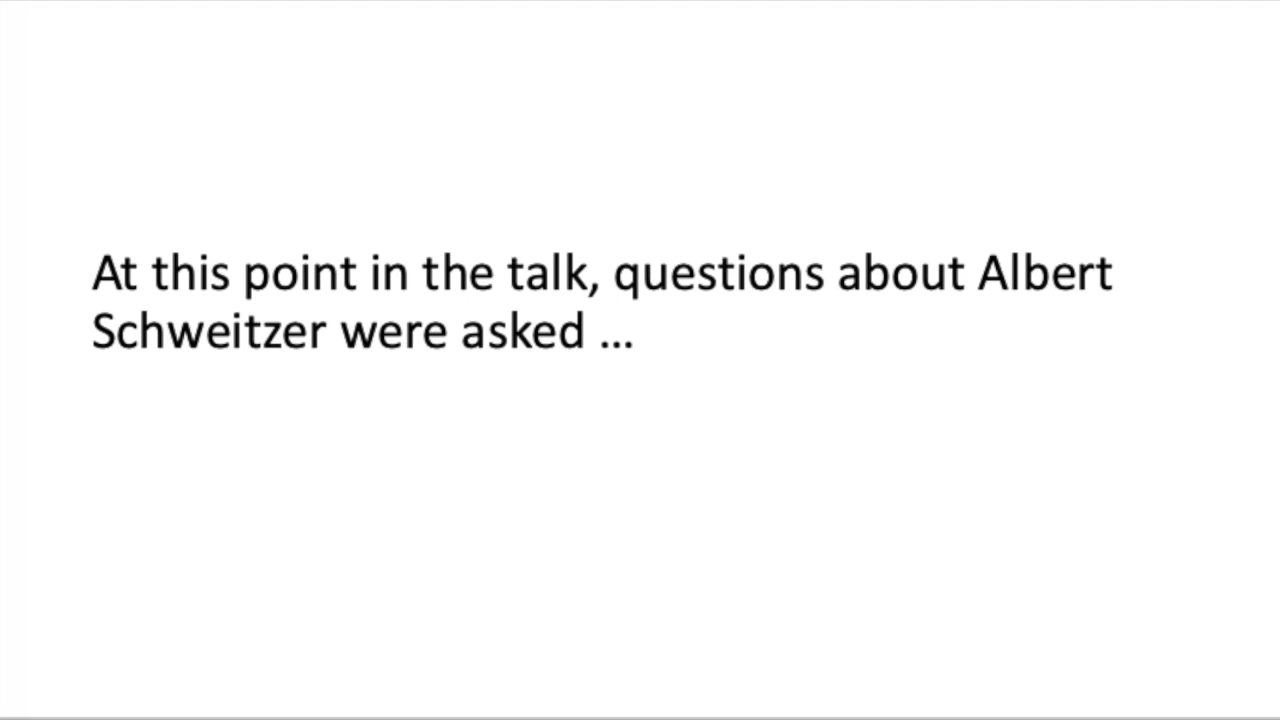 At this point in the talk, questions about Albert
Schweitzer were asked ...